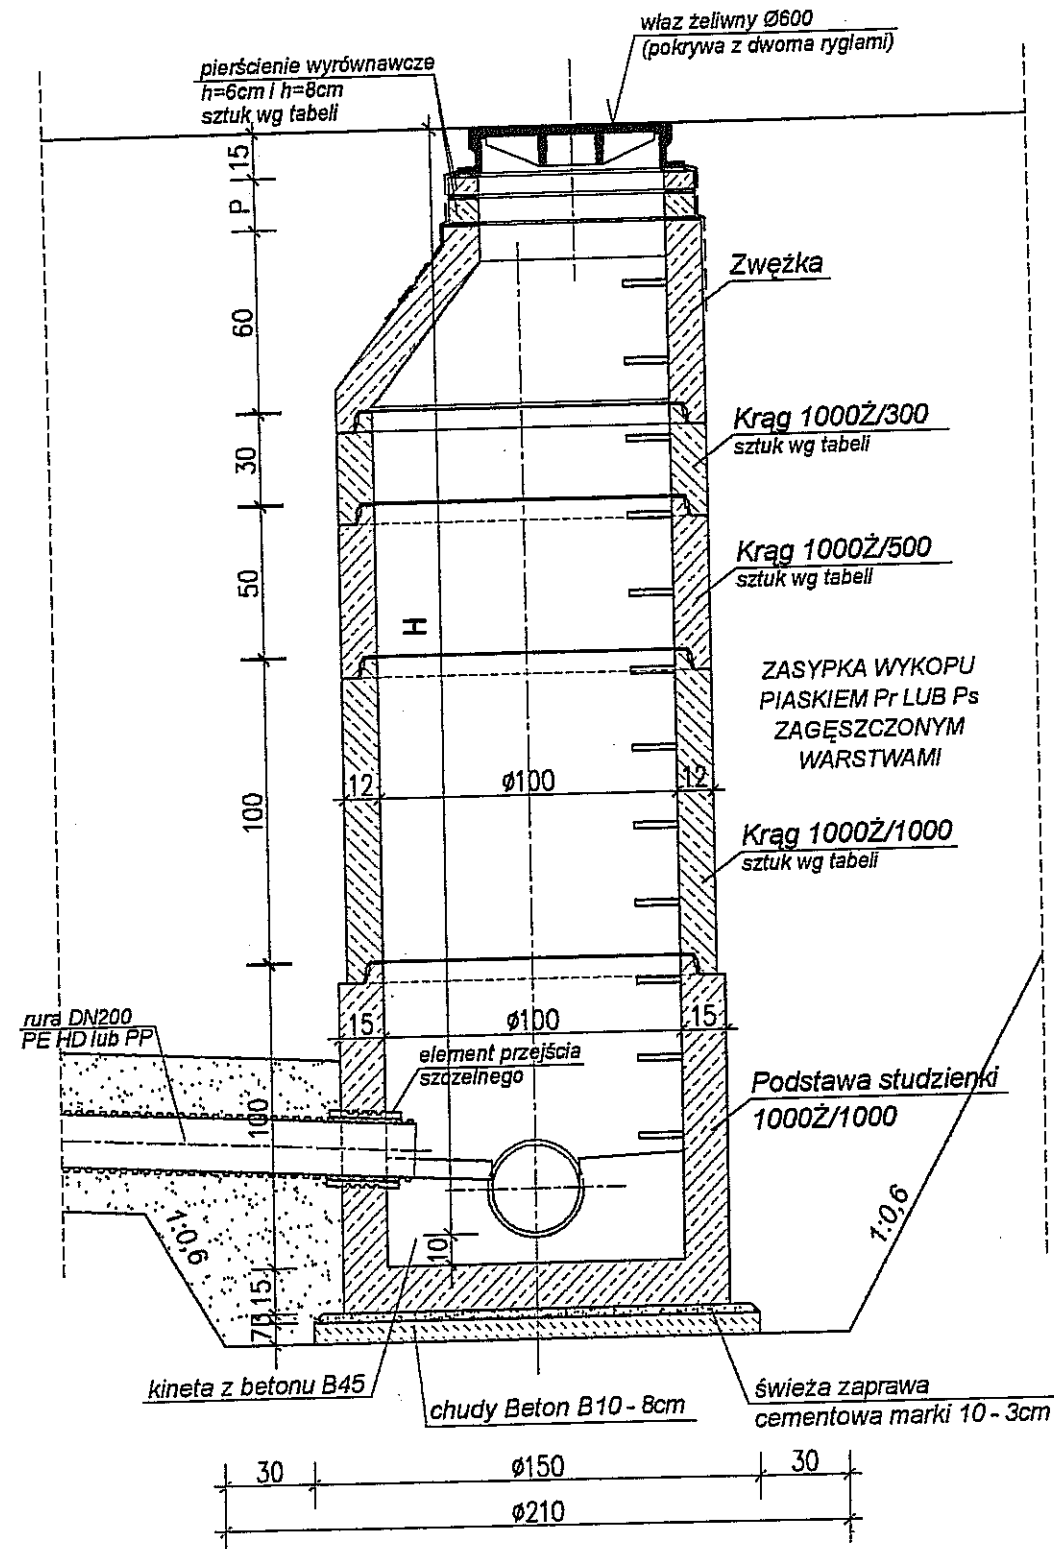 właz żeliwny Ø600
(pokrywa z dwoma ryglami)
pierścienie wyrównawcze
h=6cm i h=8cm
sztuk wg tabeli
15
P
60
30
50
100
100
15
7
H
Zwężka
Krąg 1000Ż/300
sztuk wg tabeli
Krąg 1000Ż/500
sztuk wg tabeli
ZASYPKA WYKOPU
PIASKIEM Pr LUB Ps
ZAGĘSZCZONYM
WARSTWAMI
12
Ø100
12
Krąg 1000Ż/1000
sztuk wg tabeli
rura DN200
PE HD lub PP
15
Ø100
15
element przejścia
szczelnego
Podstawa studzienki
1000Ż/1000
1:0,6
1:0,6
10
kineta z betonu B45
chudy Beton B10 - 8cm
świeża zaprawa
cementowa marki 10 - 3cm
30
Ø150
30
Ø210